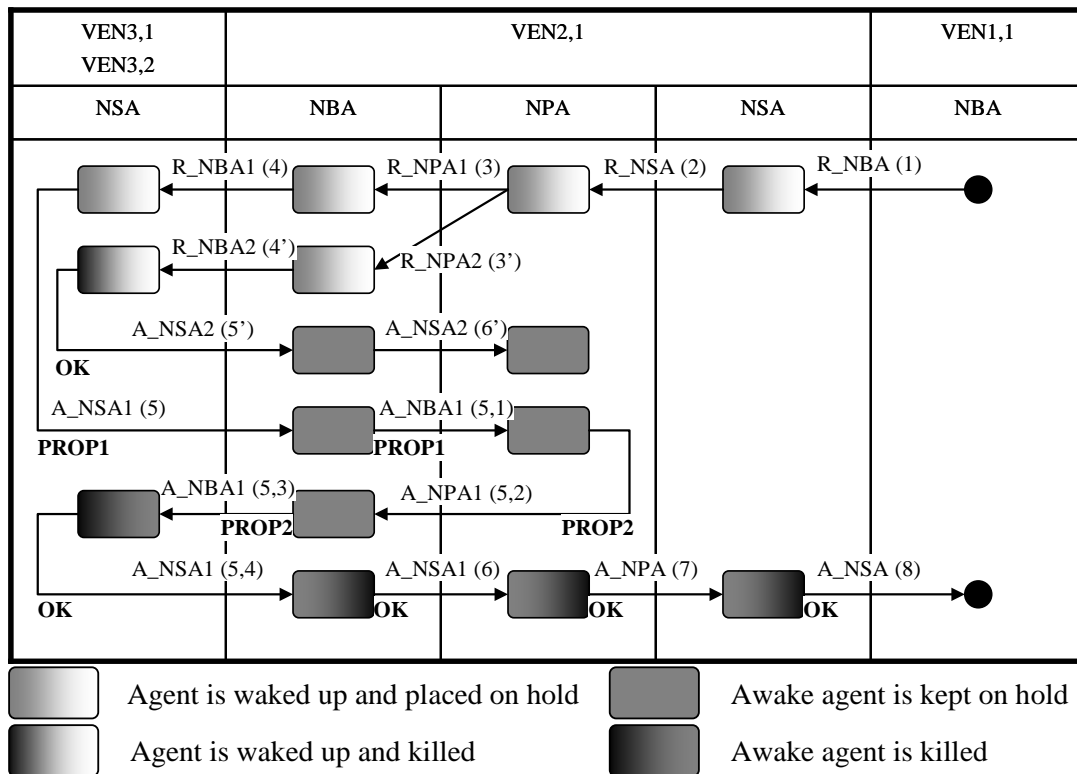 VEN3,1
VEN3,2
VEN2,1
VEN1,1
NSA
NBA
NPA
NSA
NBA
R_NBA1 (4)
R_NPA1 (3)
R_NSA (2)
R_NBA (1)
R_NBA2 (4’)
R_NPA2 (3’)
A_NSA2 (5’)
A_NSA2 (6’)
OK
A_NSA1 (5)
A_NBA1 (5,1)
PROP1
PROP1
A_NBA1 (5,3)
A_NPA1 (5,2)
PROP2
PROP2
A_NSA1 (5,4)
A_NSA1 (6)
A_NPA (7)
A_NSA (8)
OK
OK
OK
OK
Agent is waked up and placed on hold
Awake agent is kept on hold
Agent is waked up and killed
Awake agent is killed